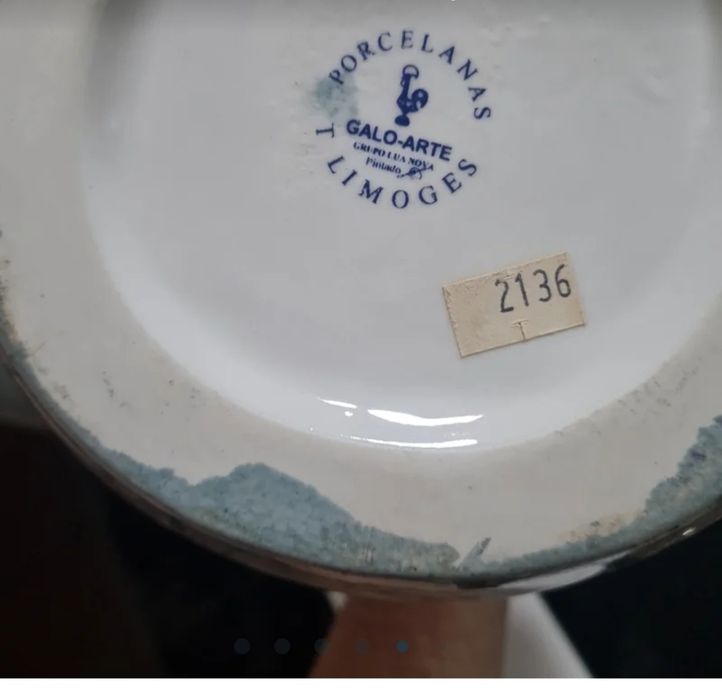 PORCELANAS
GALO-ARTE
GRUPO LUA NOVA
Pintado
T LIMOGES
2136
T